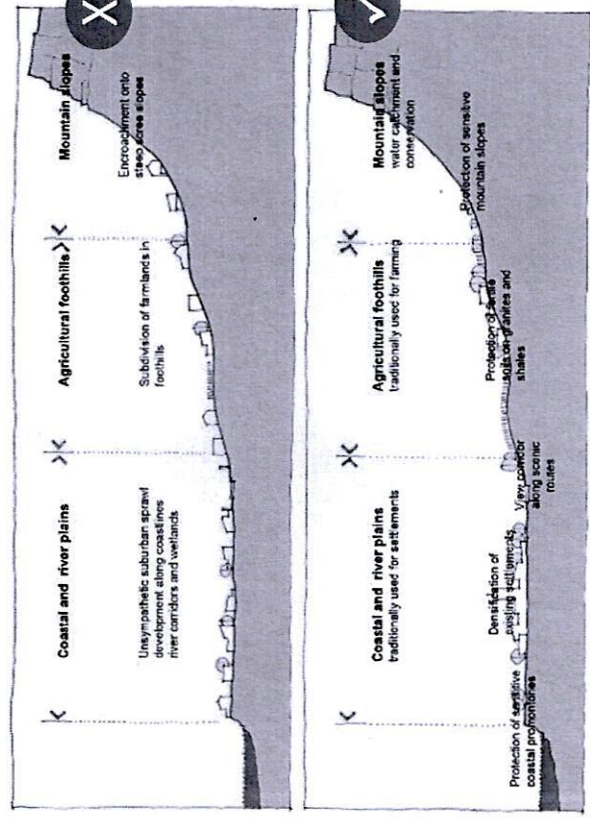 X
Coastal and river plains
Unsympathetic suburban sprawl
development along coastlines
river corridors and wetlands
Agricultural foothills
Subdivision of farmlands in
foothills
Mountain slopes
Encroachment onto
steep scree slopes
√
Coastal and river plains
traditionally used for settlements
Protection of sensitive
coastal promontories
Densification of
existing settlements
View corridor
along scenic
routes
Agricultural foothills
traditionally used for farming
Protection of fertile
soils on granites and
shales
Mountain slopes
water catchment and
conservation
Protection of sensitive
mountain slopes